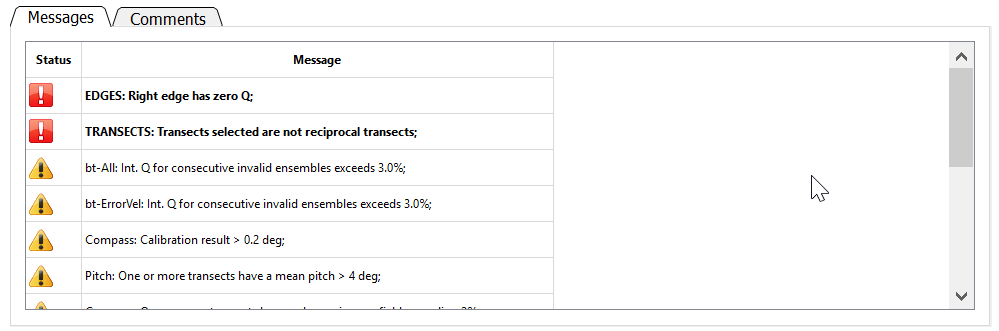 Messages
Comments
Status
Message
EDGES: Right edge has zero Q;
TRANSECTS: Transects selected are not reciprocal transects;
bt-All: Int. Q for consecutive invalid ensembles exceeds 3.0%;
bt-ErrorVel: Int. Q for consecutive invalid ensembles exceeds 3.0%;
Compass: Calibration result > 0.2 deg;
Pitch: One or more transects have a mean pitch > 4 deg;